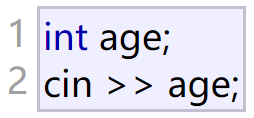 1 int age;
2 cin >> age;